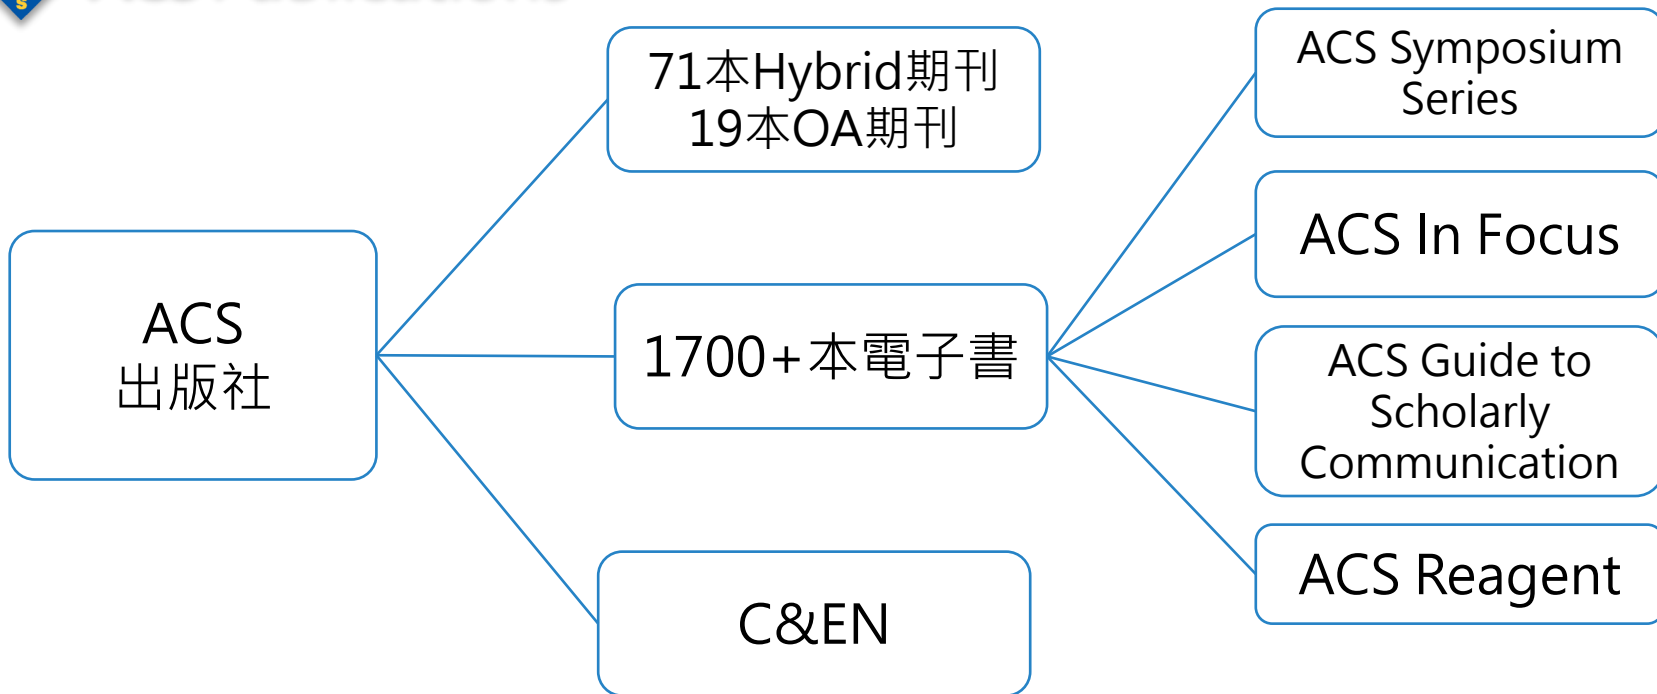 ACS
出版社
71本Hybrid期刊
19本OA期刊
1700+本電子書
C&EN
ACS Symposium
Series
ACS In Focus
ACS Guide to
Scholarly
Communication
ACS Reagent